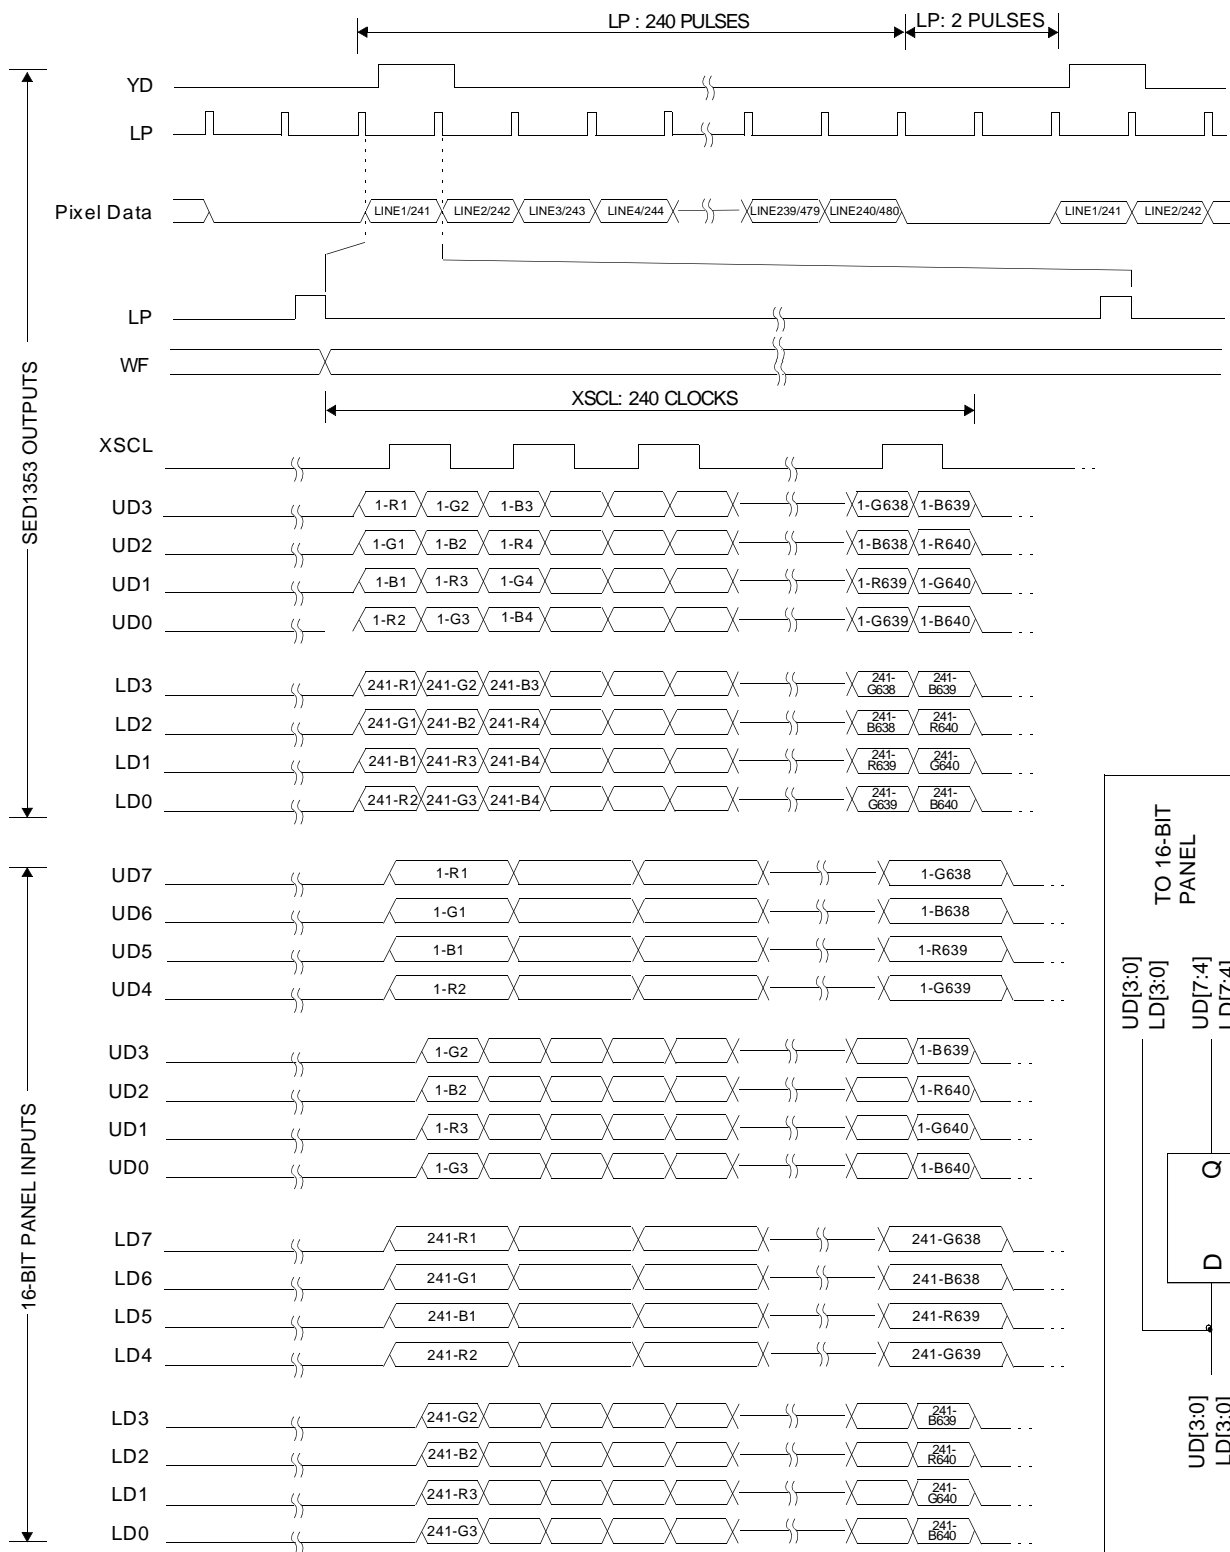 LP : 240 PULSES LP: 2 PULSES
YD
LP
Pixel Data LINE1/241 LINE2/242 LINE3/243 LINE4/244 LINE239/479 LINE240/480 LINE1/241 LINE2/242
LP
WF
XSCL: 240 CLOCKS
XSCL
UD3 1-R1 1-G2 1-B3 1-G638 1-B639
UD2 1-G1 1-B2 1-R4 1-B638 1-R640
UD1 1-B1 1-R3 1-G4 1-R639 1-G640
UD0 1-R2 1-G3 1-B4 1-G639 1-B640
LD3 241-R1 241-G2 241-B3 241-G638 241-B639
LD2 241-G1 241-B2 241-R4 241-B638 241-R640
LD1 241-B1 241-R3 241-B4 241-R639 241-G640
LD0 241-R2 241-G3 241-B4 241-G639 241-B640
SED1353 OUTPUTS
UD7 1-R1 1-G638
UD6 1-G1 1-B638
UD5 1-B1 1-R639
UD4 1-R2 1-G639
UD3 1-G2 1-B639
UD2 1-B2 1-R640
UD1 1-R3 1-G640
UD0 1-G3 1-B640
LD7 241-R1 241-G638
LD6 241-G1 241-B638
LD5 241-B1 241-R639
LD4 241-R2 241-G639
LD3 241-G2 241-B639
LD2 241-B2 241-R640
LD1 241-R3 241-G640
LD0 241-G3 241-B640
16-BIT PANEL INPUTS
TO 16-BIT
PANEL
UD[3:0]
LD[3:0]
UD[7:4]
LD[7:4]
Q
D
UD[3:0]
LD[3:0]